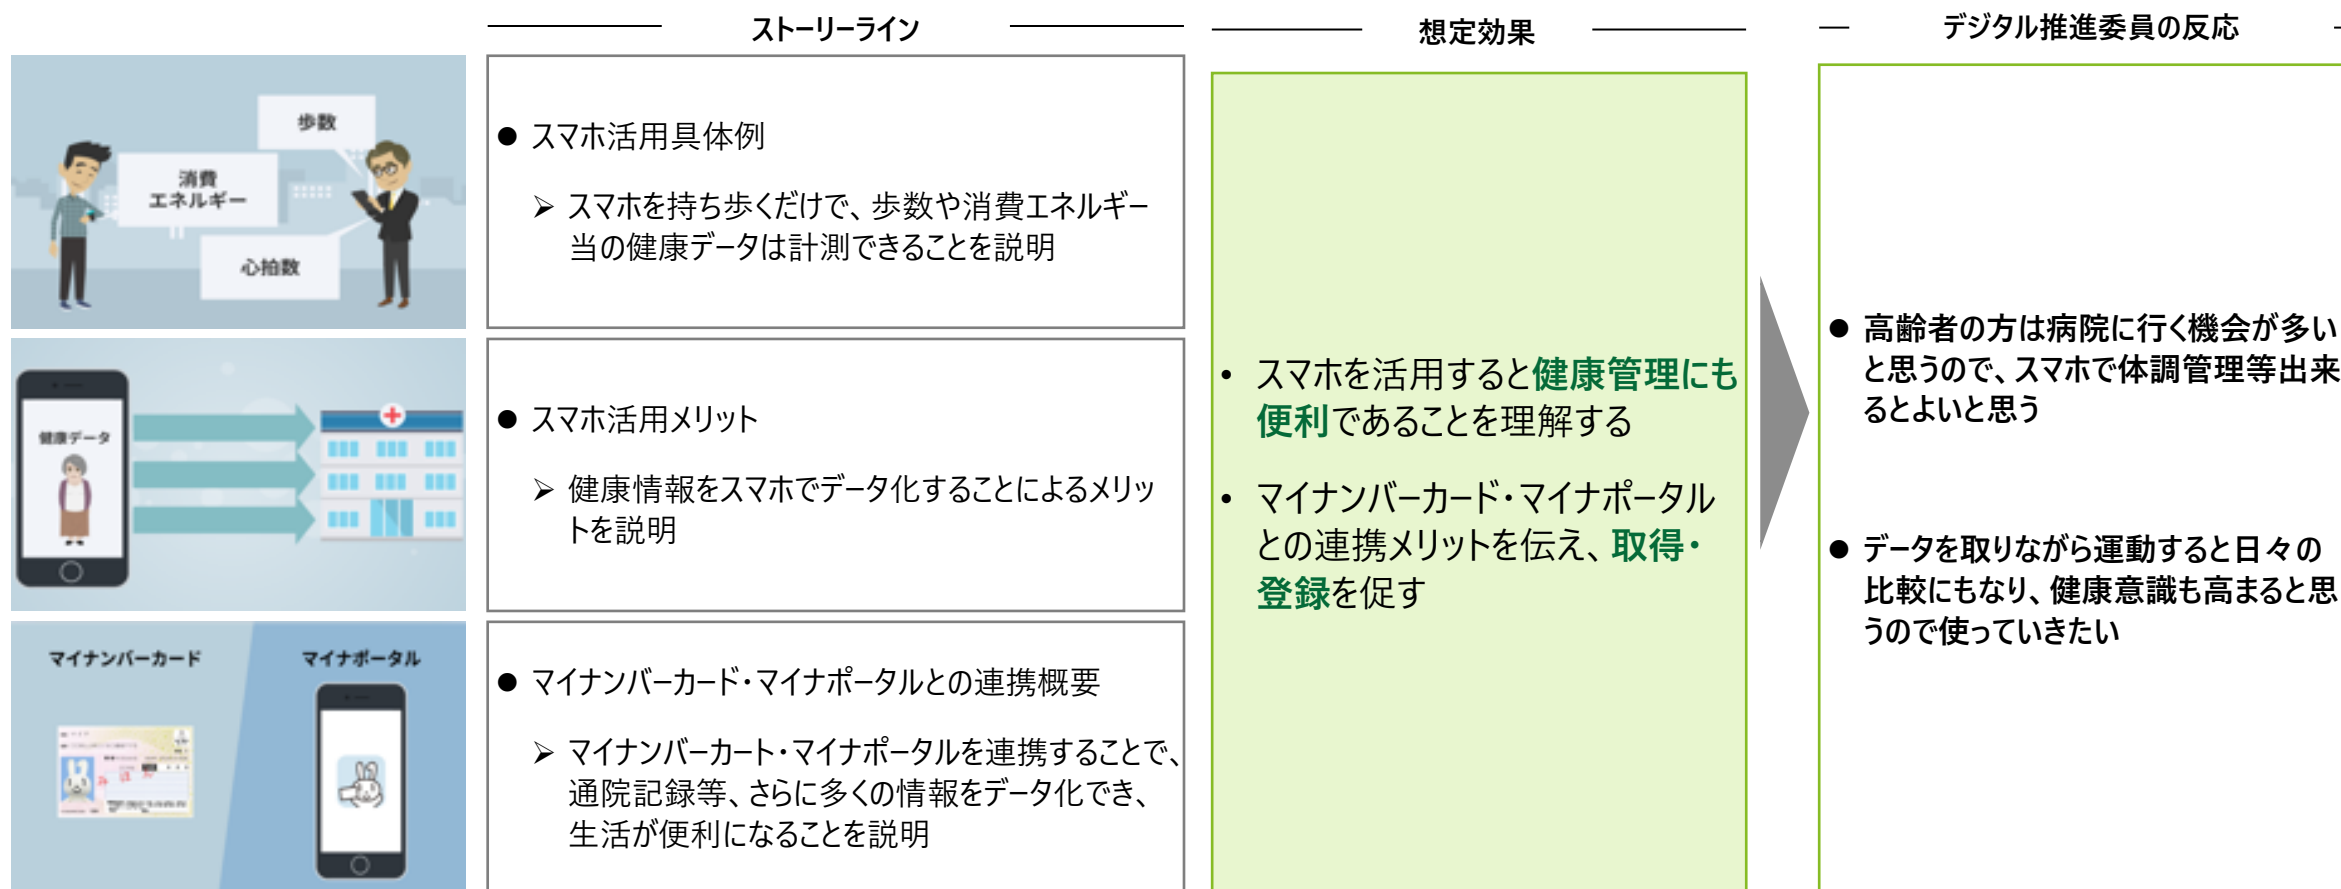 ストーリーライン
想定効果
デジタル推進委員の反応
歩数
消費
エネルギー
心拍数
● スマホ活用具体例
➢ スマホを持ち歩くだけで、歩数や消費エネルギー
当の健康データは計測できることを説明
健康データ
● スマホ活用メリット
➢ 健康情報をスマホでデータ化することによるメリッ
トを説明
マイナンバーカード
マイナポータル
● マイナンバーカード・マイナポータルとの連携概要
➢ マイナンバーカート・マイナポータルを連携することで、
通院記録等、さらに多くの情報をデータ化でき、
生活が便利になることを説明
• スマホを活用すると健康管理にも
便利であることを理解する
• マイナンバーカード・マイナポータル
との連携メリットを伝え、取得・
登録を促す
● 高齢者の方は病院に行く機会が多い
と思うので、スマホで体調管理等出来
るとよいと思う
● データを取りながら運動すると日々の
比較にもなり、健康意識も高まると思
うので使っていきたい